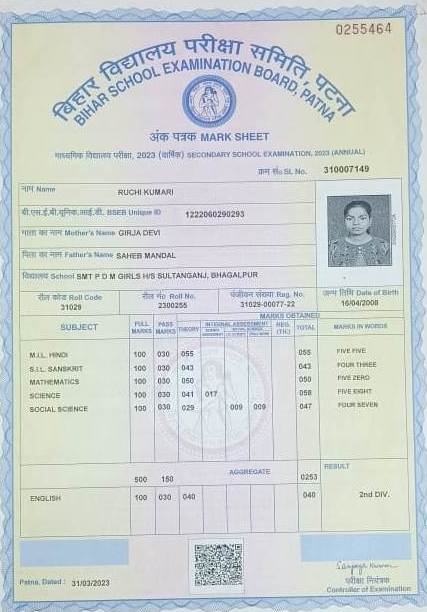 0255464
बिहार विद्यालय परीक्षा समिति, पटना
BIHAR SCHOOL EXAMINATION BOARD, PATNA
अंक पत्रक MARK SHEET
माध्यमिक विद्यालय परीक्षा, 2023 (वार्षिक) SECONDARY SCHOOL EXAMINATION, 2023 (ANNUAL)
क्रम सं० SL No. 310007149
नाम Name RUCHI KUMARI
बी.एस.ई.बी.यूनिक.आई.डी. BSEB Unique ID 1222060290293
माता का नाम Mother's Name GIRJA DEVI
पिता का नाम Father's Name SAHEB MANDAL
विद्यालय School SMT P D M GIRLS H/S SULTANGANJ, BHAGALPUR
रौल कोड Roll Code रौल नं० Roll No. पंजीयन संख्या Rag. No. जन्म तिथि Date of Birth
31029 2300255 31029-00077-22 16/04/2008
MARKS OBTAINED
SUBJECT FULL MARKS PASS MARKS THEORY INTERNAL ASSESSMENT REG. (TH.) TOTAL MARKS IN WORDS
M.I.L. HINDI 100 030 055 055 FIVE FIVE
S.I.L. SANSKRIT 100 030 043 043 FOUR THREE
MATHEMATICS 100 030 050 050 FIVE ZERO
SCIENCE 100 030 041 017 058 FIVE EIGHT
SOCIAL SCIENCE 100 030 029 009 009 047 FOUR SEVEN
500 150 AGGREGATE 0253 RESULT
ENGLISH 100 030 040 040 2nd DIV.
Patna, Dated : 31/03/2023
परीक्षा नियंत्रक
Controller of Examination